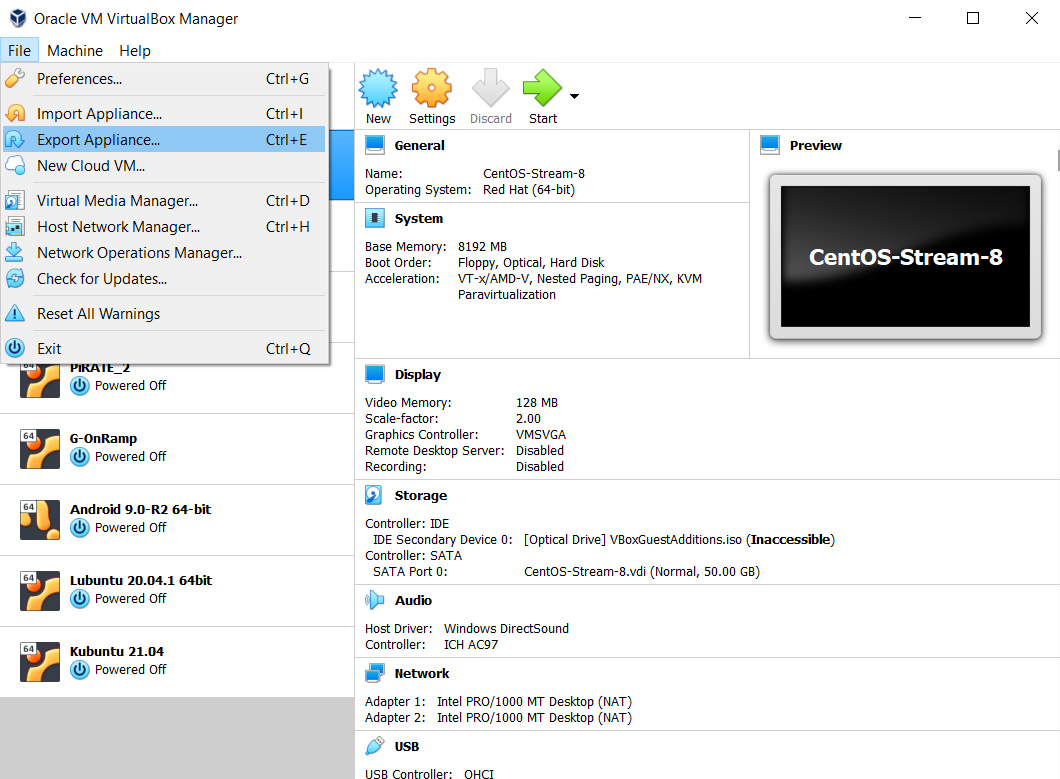 Oracle VM VirtualBox Manager
File Machine Help
Preferences... Ctrl+G
Import Appliance... Ctrl+I
Export Appliance... Ctrl+E
New Cloud VM...
Virtual Media Manager... Ctrl+D
Host Network Manager... Ctrl+H
Network Operations Manager...
Check for Updates...
Reset All Warnings
Exit Ctrl+Q
64 PiRATE_2
Powered Off
64 G-OnRamp
Powered Off
64 Android 9.0-R2 64-bit
Powered Off
64 Lubuntu 20.04.1 64bit
Powered Off
64 Kubuntu 21.04
Powered Off
New Settings Discard Start
General
Name: CentOS-Stream-8
Operating System: Red Hat (64-bit)
System
Base Memory: 8192 MB
Boot Order: Floppy, Optical, Hard Disk
Acceleration: VT-x/AMD-V, Nested Paging, PAE/NX, KVM
Paravirtualization
Preview
CentOS-Stream-8
Display
Video Memory: 128 MB
Scale-factor: 2.00
Graphics Controller: VMSVGA
Remote Desktop Server: Disabled
Recording: Disabled
Storage
Controller: IDE
IDE Secondary Device 0: [Optical Drive] VBoxGuestAdditions.iso (Inaccessible)
Controller: SATA
SATA Port 0: CentOS-Stream-8.vdi (Normal, 50.00 GB)
Audio
Host Driver: Windows DirectSound
Controller: ICH AC97
Network
Adapter 1: Intel PRO/1000 MT Desktop (NAT)
Adapter 2: Intel PRO/1000 MT Desktop (NAT)
USB
USB Controller: OHCI